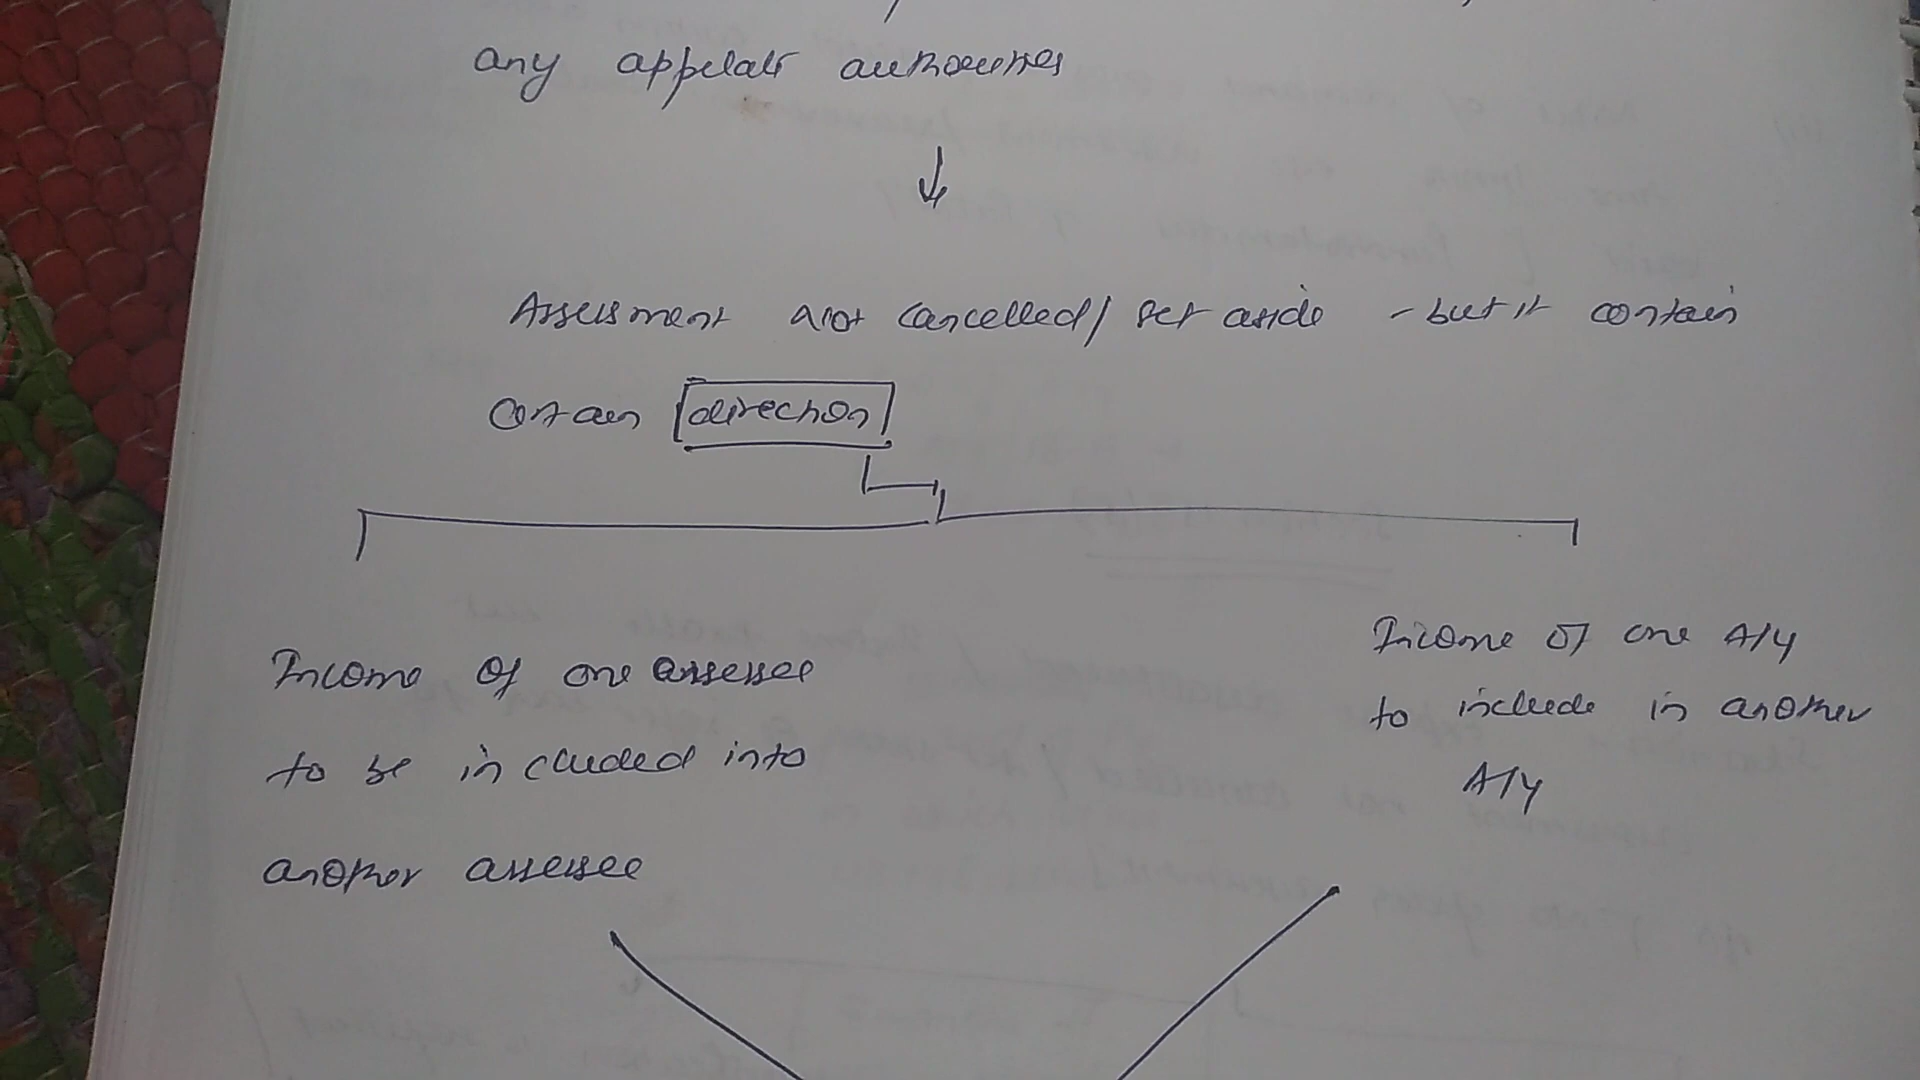 any appelate authorities
Assessment not cancelled/ set aside - but it contain
Contain direction
Income of one assessee
to be included into
another assessee
Income of one A/y
to include in another
A/y